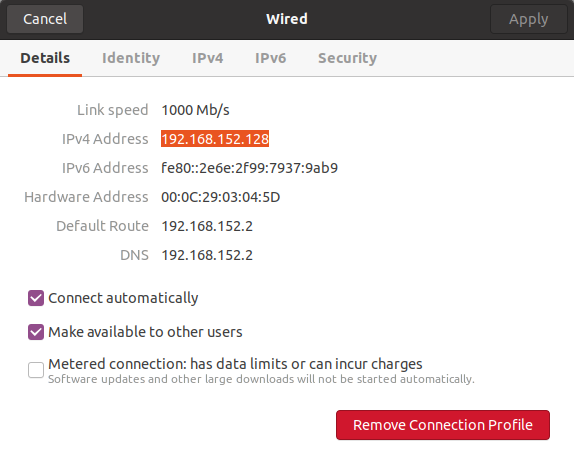 Cancel Wired Apply
Details Identity IPv4 IPv6 Security
Link speed 1000 Mb/s
IPv4 Address 192.168.152.128
IPv6 Address fe80::2e6e:2f99:7937:9ab9
Hardware Address 00:0C:29:03:04:5D
Default Route 192.168.152.2
DNS 192.168.152.2
Connect automatically
Make available to other users
Metered connection: has data limits or can incur charges
Software updates and other large downloads will not be started automatically.
Remove Connection Profile